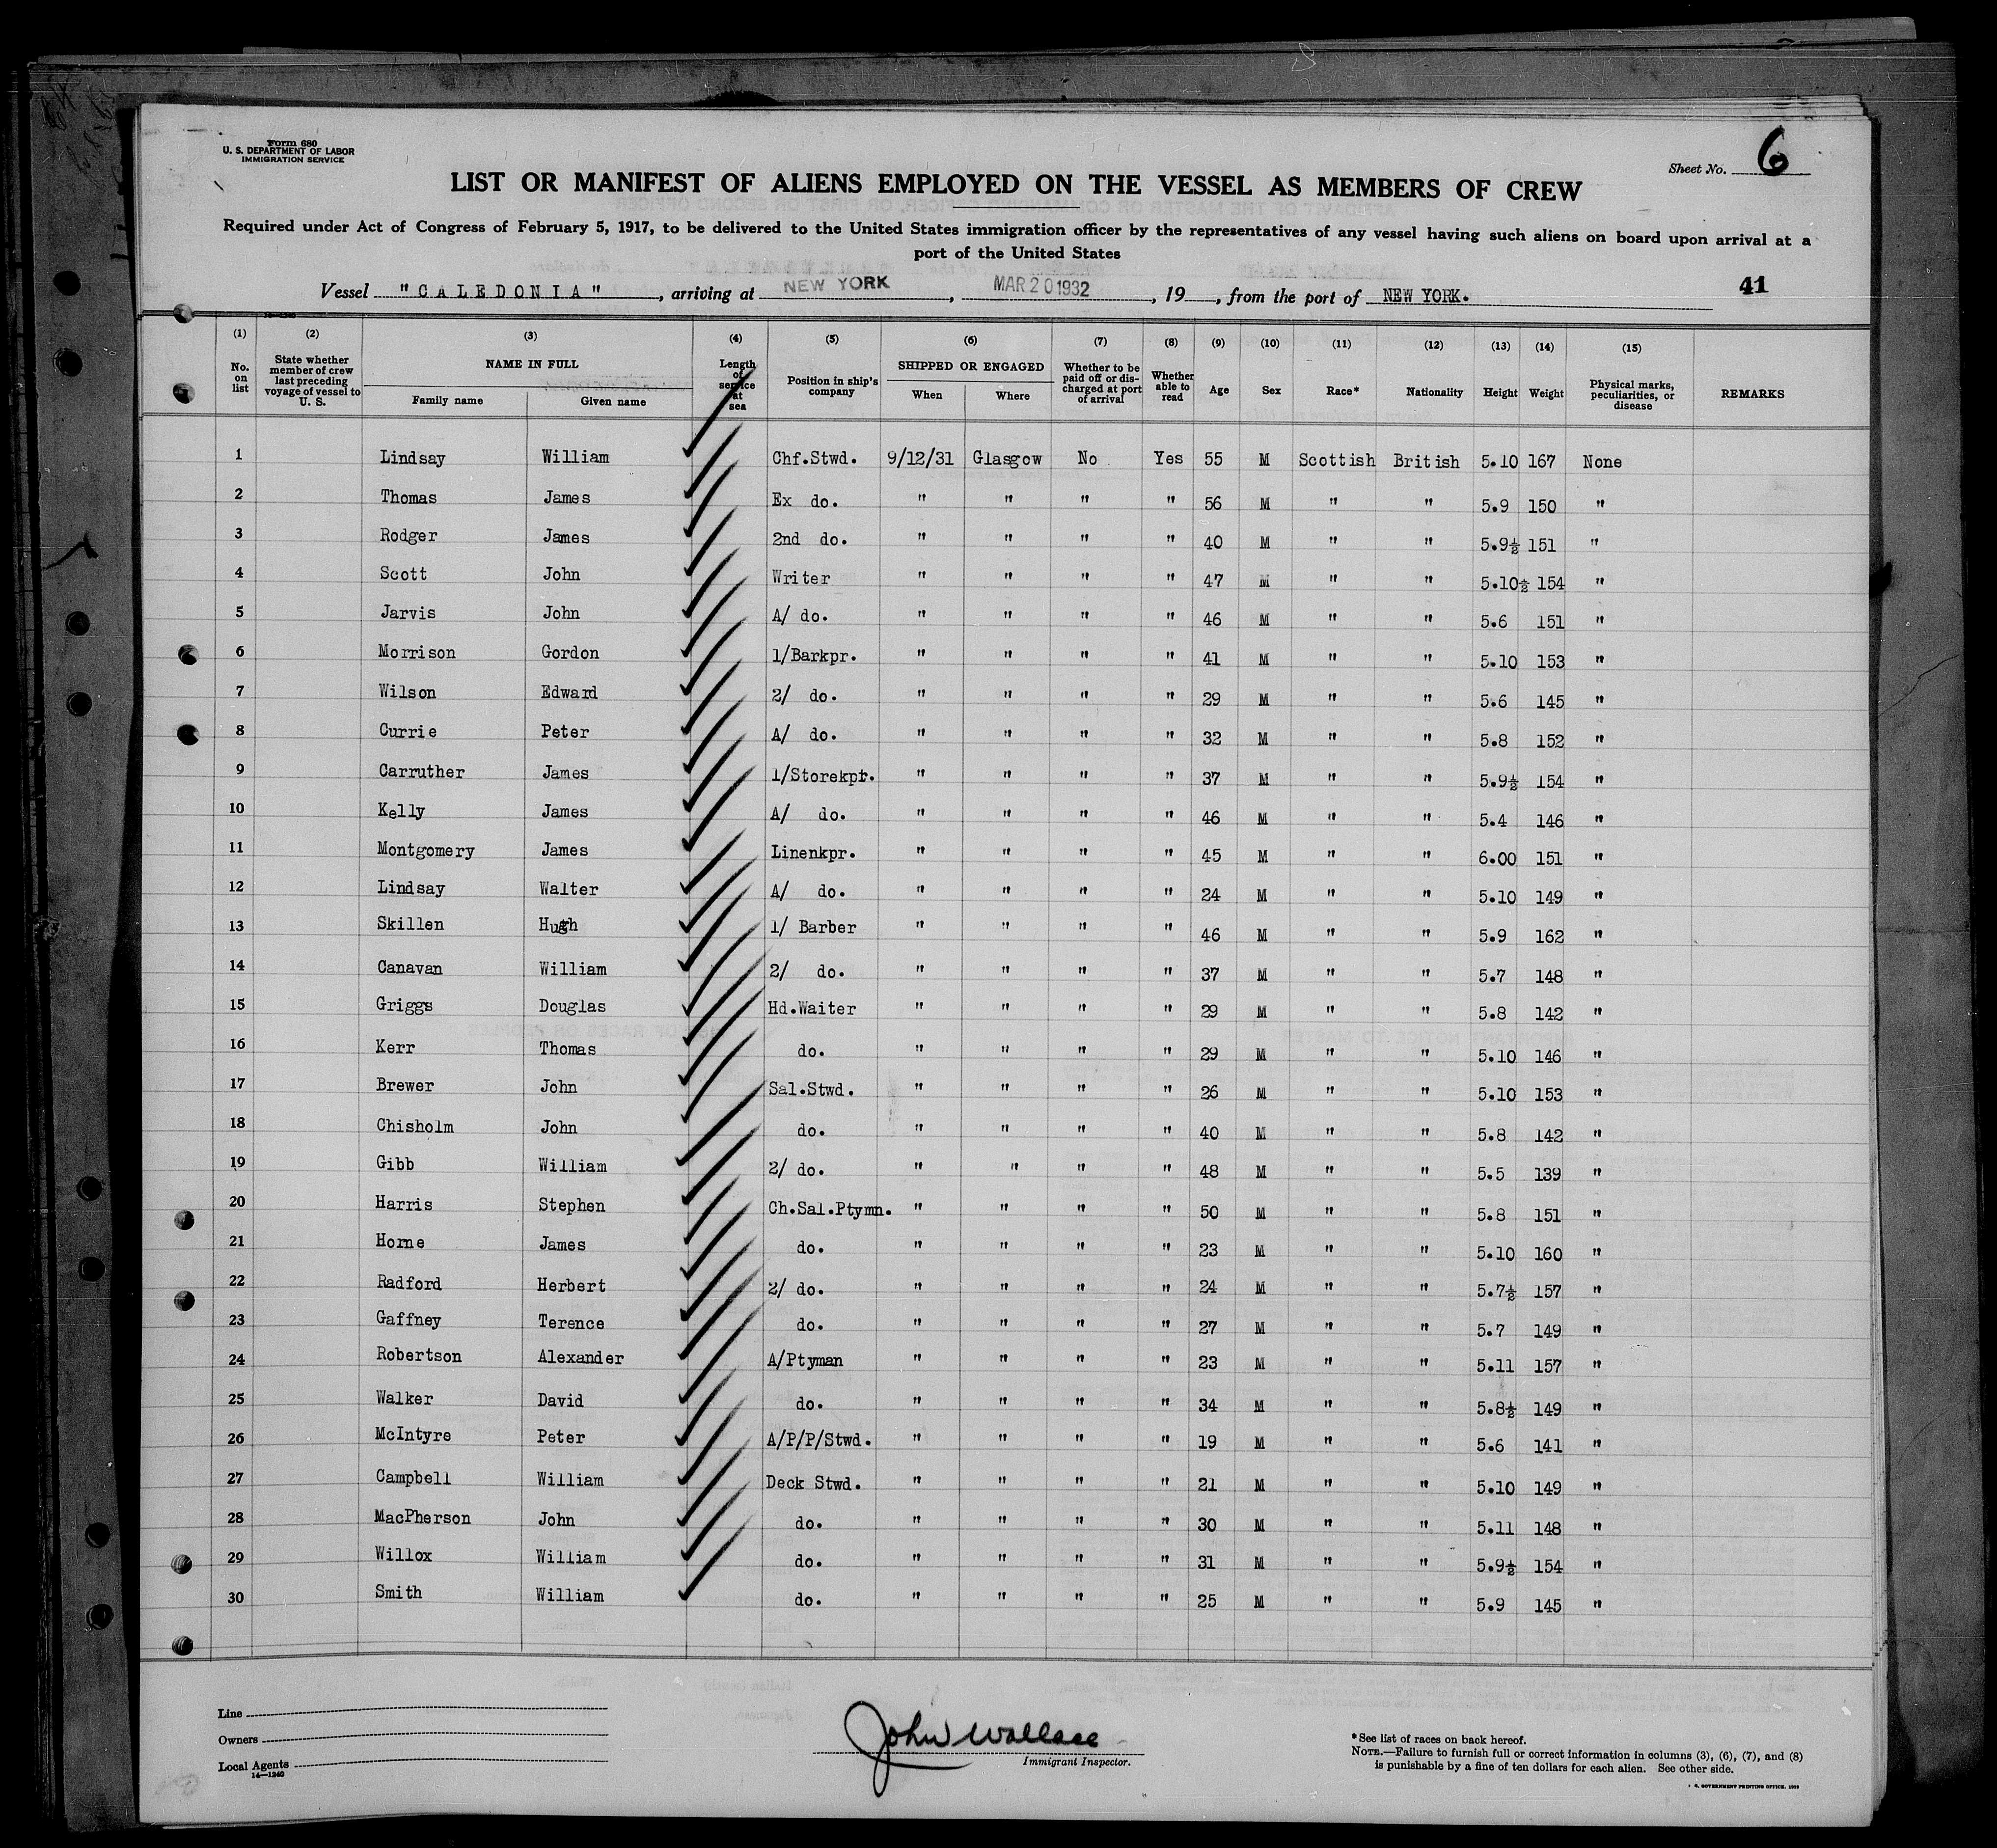 Form 680
U. S. DEPARTMENT OF LABOR
IMMIGRATION SERVICE
Sheet No. 6
LIST OR MANIFEST OF ALIENS EMPLOYED ON THE VESSEL AS MEMBERS OF CREW
Required under Act of Congress of February 5, 1917, to be delivered to the United States immigration officer by the representatives of any vessel having such aliens on board upon arrival at a
port of the United States
41
Vessel "CALEDONIA", arriving at NEW YORK, MAR 20 1932, 19, from the port of NEW YORK.
(1) (2) (3) (4) (5) (6) (7) (8) (9) (10) (11) (12) (13) (14) (15)
No. on list State whether member of crew last preceding voyage of vessel to U. S. NAME IN FULL Family name Given name Length of service at sea Position in ship's company SHIPPED OR ENGAGED When Where Whether to be paid off or discharged at port of arrival Whether able to read Age Sex Race* Nationality Height Weight Physical marks, peculiarities, or disease REMARKS
1 Lindsay William Chf.Stwd. 9/12/31 Glasgow No Yes 55 M Scottish British 5.10 167 None
2 Thomas James Ex do. " " " " 56 M " " 5.9 150 "
3 Rodger James 2nd do. " " " " 40 M " " 5.9½ 151 "
4 Scott John Writer " " " " 47 M " " 5.10½ 154 "
5 Jarvis John A/ do. " " " " 46 M " " 5.6 151 "
6 Morrison Gordon 1/Barkpr. " " " " 41 M " " 5.10 153 "
7 Wilson Edward 2/ do. " " " " 29 M " " 5.6 145 "
8 Currie Peter A/ do. " " " " 32 M " " 5.8 152 "
9 Carruther James 1/Storekpr. " " " " 37 M " " 5.9½ 154 "
10 Kelly James A/ do. " " " " 46 M " " 5.4 146 "
11 Montgomery James Linenkpr. " " " " 45 M " " 6.00 151 "
12 Lindsay Walter A/ do. " " " " 24 M " " 5.10 149 "
13 Skillen Hugh 1/ Barber " " " " 46 M " " 5.9 162 "
14 Canavan William 2/ do. " " " " 37 M " " 5.7 148 "
15 Griggs Douglas Hd.Waiter " " " " 29 M " " 5.8 142 "
16 Kerr Thomas do. " " " " 29 M " " 5.10 146 "
17 Brewer John Sal.Stwd. " " " " 26 M " " 5.10 153 "
18 Chisholm John do. " " " " 40 M " " 5.8 142 "
19 Gibb William 2/ do. " " " " 48 M " " 5.5 139 "
20 Harris Stephen Ch.Sal.Ptymn. " " " " 50 M " " 5.8 151 "
21 Horne James do. " " " " 23 M " " 5.10 160 "
22 Radford Herbert 2/ do. " " " " 24 M " " 5.7½ 157 "
23 Gaffney Terence do. " " " " 27 M " " 5.7 149 "
24 Robertson Alexander A/Ptyman " " " " 23 M " " 5.11 157 "
25 Walker David do. " " " " 34 M " " 5.8½ 149 "
26 McIntyre Peter A/P/P/Stwd. " " " " 19 M " " 5.6 141 "
27 Campbell William Deck Stwd. " " " " 21 M " " 5.10 149 "
28 MacPherson John do. " " " " 30 M " " 5.11 148 "
29 Willox William do. " " " " 31 M " " 5.9½ 154 "
30 Smith William do. " " " " 25 M " " 5.9 145 "
Line
Owners
Local Agents
14—1240
John Wallace
Immigrant Inspector.
*See list of races on back hereof.
NOTE.—Failure to furnish full or correct information in columns (3), (6), (7), and (8)
is punishable by a fine of ten dollars for each alien. See other side.
GOVERNMENT PRINTING OFFICE.